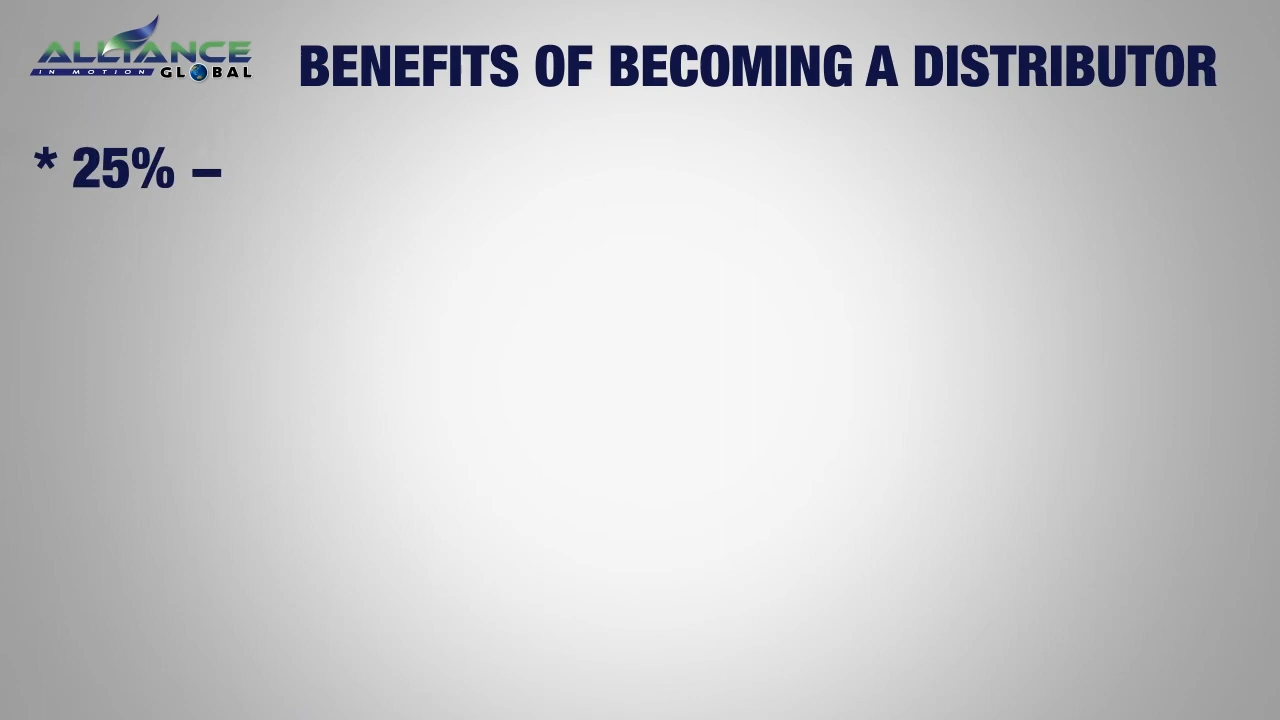 ALLIANCE
IN MOTION GLOBAL
BENEFITS OF BECOMING A DISTRIBUTOR
* 25% –